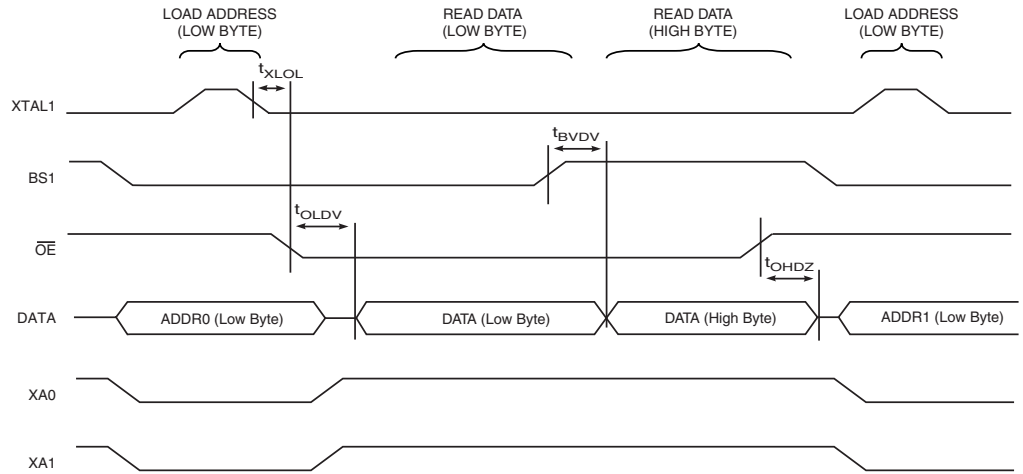 LOAD ADDRESS
(LOW BYTE)
READ DATA
(LOW BYTE)
READ DATA
(HIGH BYTE)
LOAD ADDRESS
(LOW BYTE)
tXLOL
XTAL1
tBVDV
BS1
tOLDV
OE
tOHDZ
DATA
ADDR0 (Low Byte)
DATA (Low Byte)
DATA (High Byte)
ADDR1 (Low Byte)
XA0
XA1